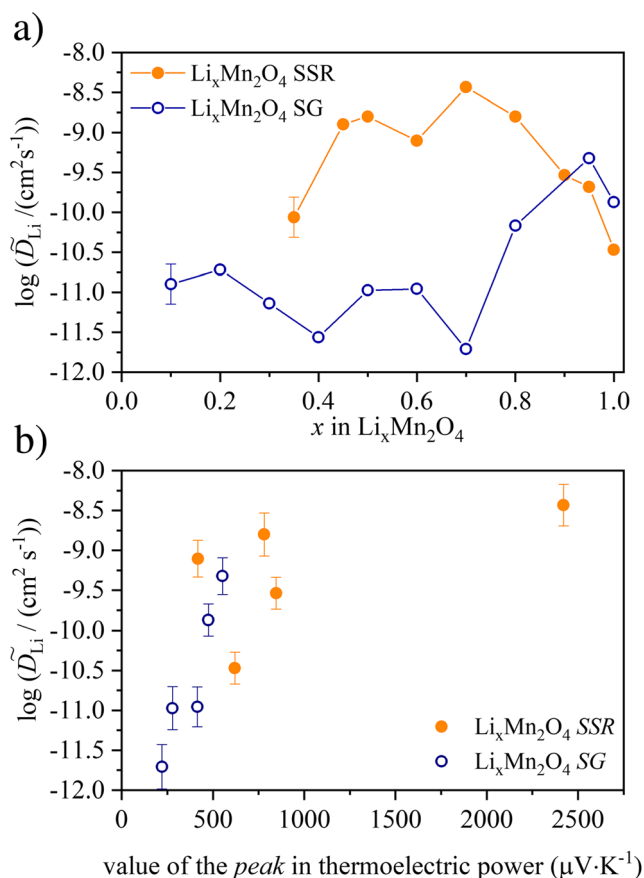 a)
-8.0
-8.5
-9.0
-9.5
-10.0
-10.5
-11.0
-11.5
-12.0
log (D̃Li /(cm²s⁻¹))
LixMn2O4 SSR
LixMn2O4 SG
0.0 0.2 0.4 0.6 0.8 1.0
x in LixMn2O4
b)
-8.0
-8.5
-9.0
-9.5
-10.0
-10.5
-11.0
-11.5
-12.0
log (D̃Li / (cm² s⁻¹))
LixMn2O4 SSR
LixMn2O4 SG
0 500 1000 1500 2000 2500
value of the peak in thermoelectric power (μV·K⁻¹)